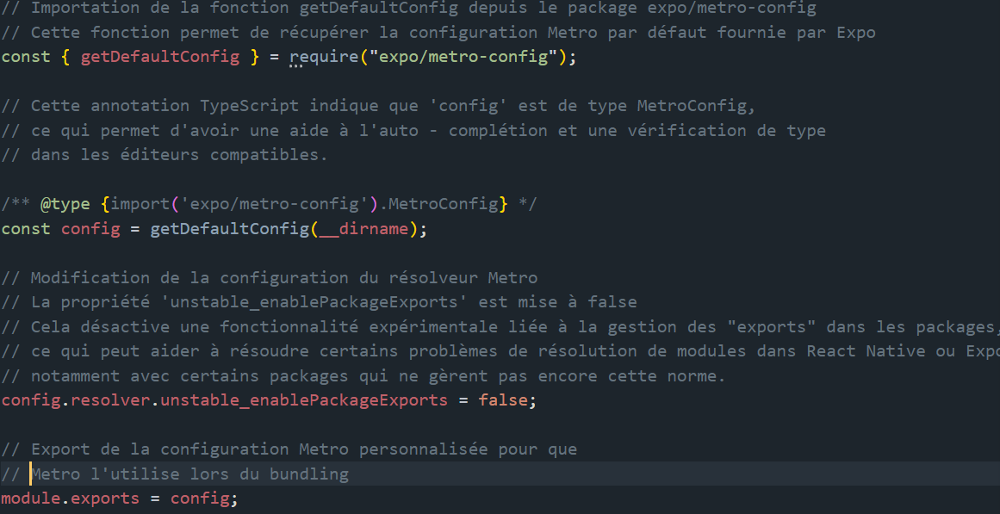 // Importation de la fonction getDefaultConfig depuis le package expo/metro-config
// Cette fonction permet de récupérer la configuration Metro par défaut fournie par Expo
const { getDefaultConfig } = require("expo/metro-config");
// Cette annotation TypeScript indique que 'config' est de type MetroConfig,
// ce qui permet d'avoir une aide à l'auto - complétion et une vérification de type
// dans les éditeurs compatibles.
/** @type {import('expo/metro-config').MetroConfig} */
const config = getDefaultConfig(__dirname);
// Modification de la configuration du résolveur Metro
// La propriété 'unstable_enablePackageExports' est mise à false
// Cela désactive une fonctionnalité expérimentale liée à la gestion des "exports" dans les packages,
// ce qui peut aider à résoudre certains problèmes de résolution de modules dans React Native ou Expo
// notamment avec certains packages qui ne gèrent pas encore cette norme.
config.resolver.unstable_enablePackageExports = false;
// Export de la configuration Metro personnalisée pour que
// Metro l'utilise lors du bundling
module.exports = config;